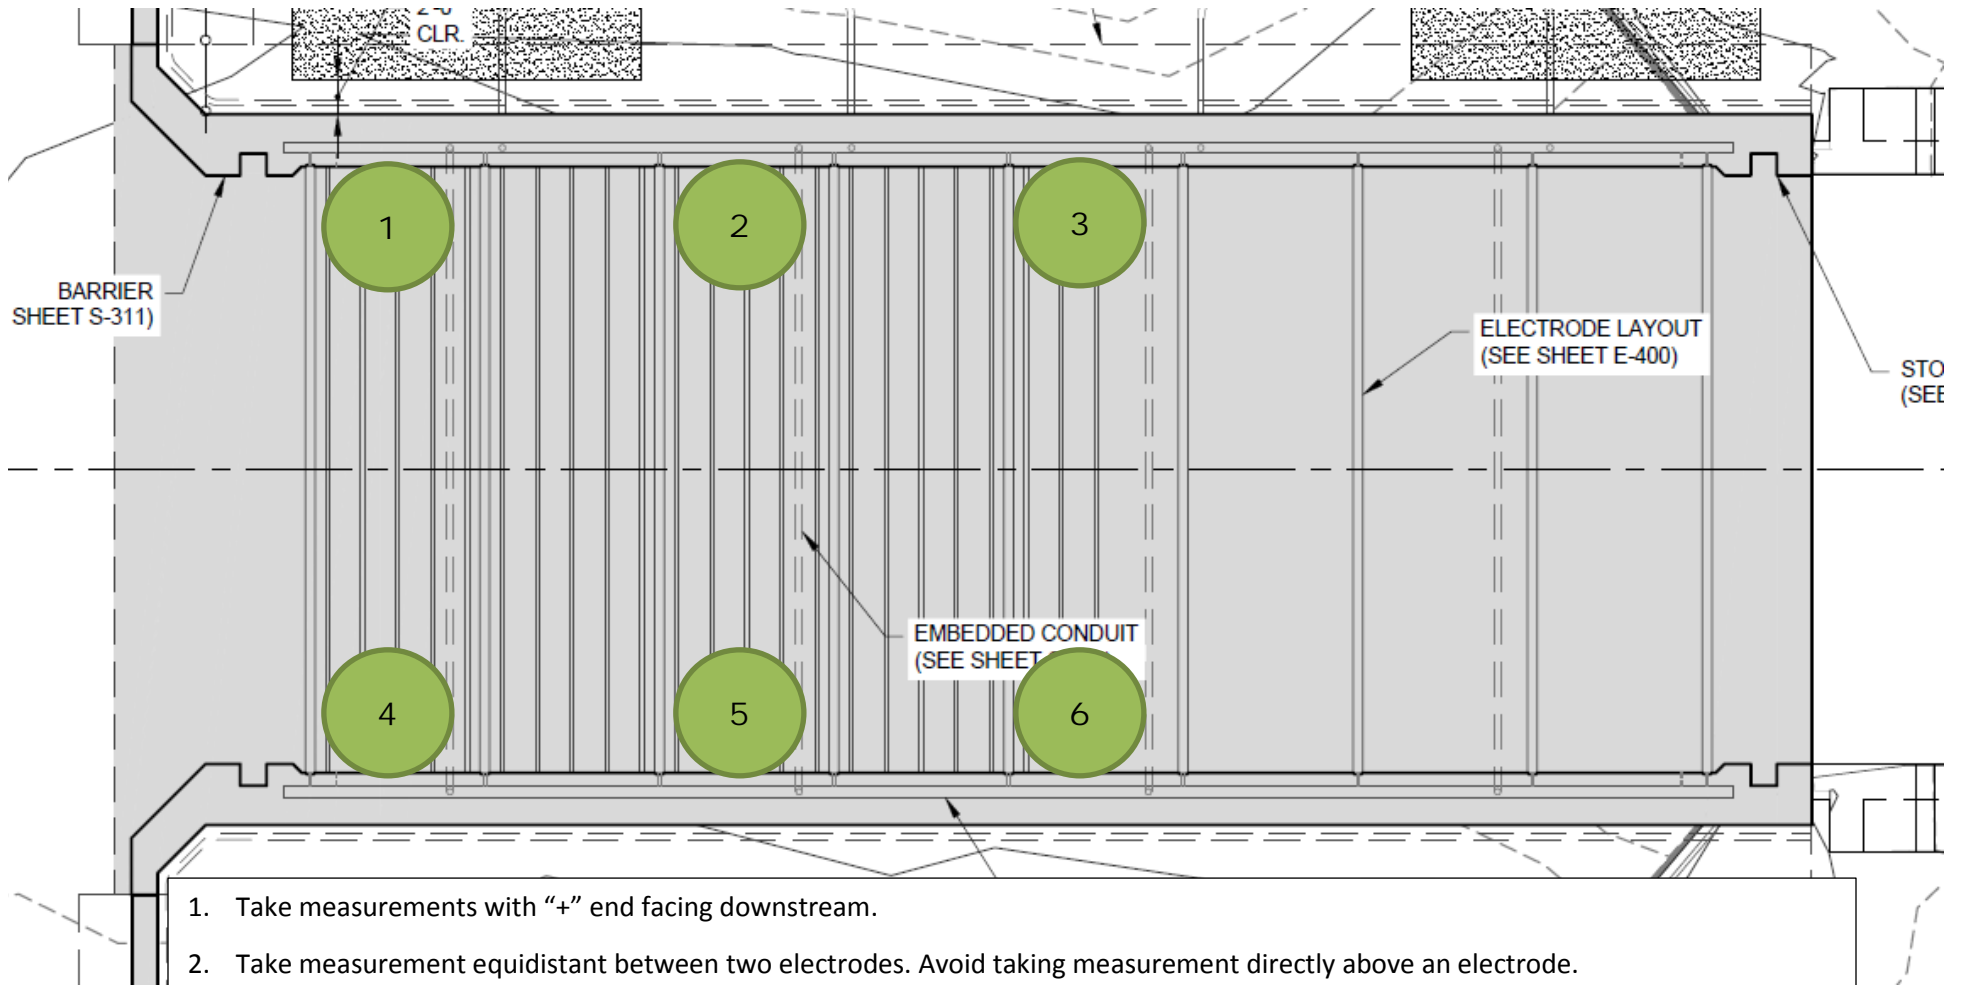 CLR.
1
2
3
BARRIER
SHEET S-311)
ELECTRODE LAYOUT
(SEE SHEET E-400)
STO
(SEE
EMBEDDED CONDUIT
(SEE SHEET
4
5
6
1. Take measurements with “+” end facing downstream.
2. Take measurement equidistant between two electrodes. Avoid taking measurement directly above an electrode.